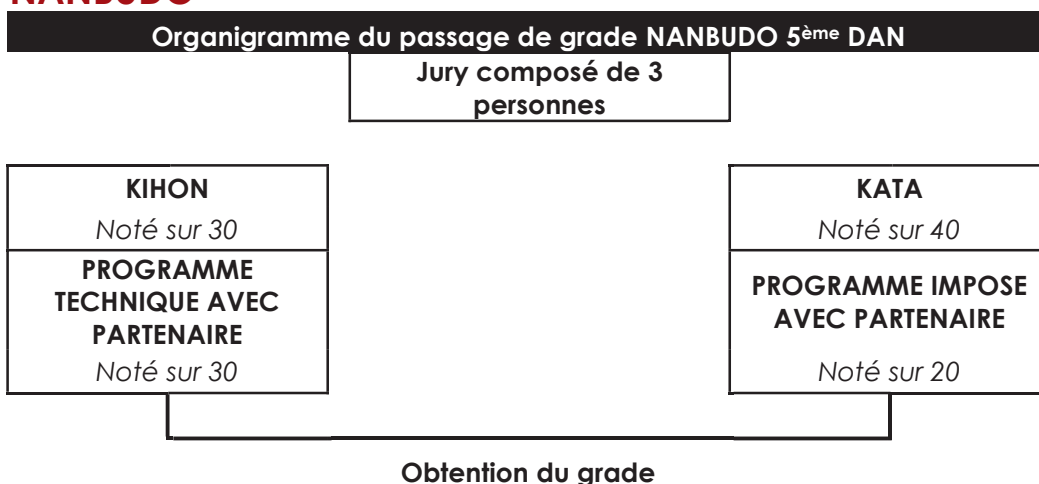 NANBUDO
Organigramme du passage de grade NANBUDO 5ème DAN
Jury composé de 3
personnes
KIHON
Noté sur 30
PROGRAMME
TECHNIQUE AVEC
PARTENAIRE
Noté sur 30
KATA
Noté sur 40
PROGRAMME IMPOSE
AVEC PARTENAIRE
Noté sur 20
Obtention du grade